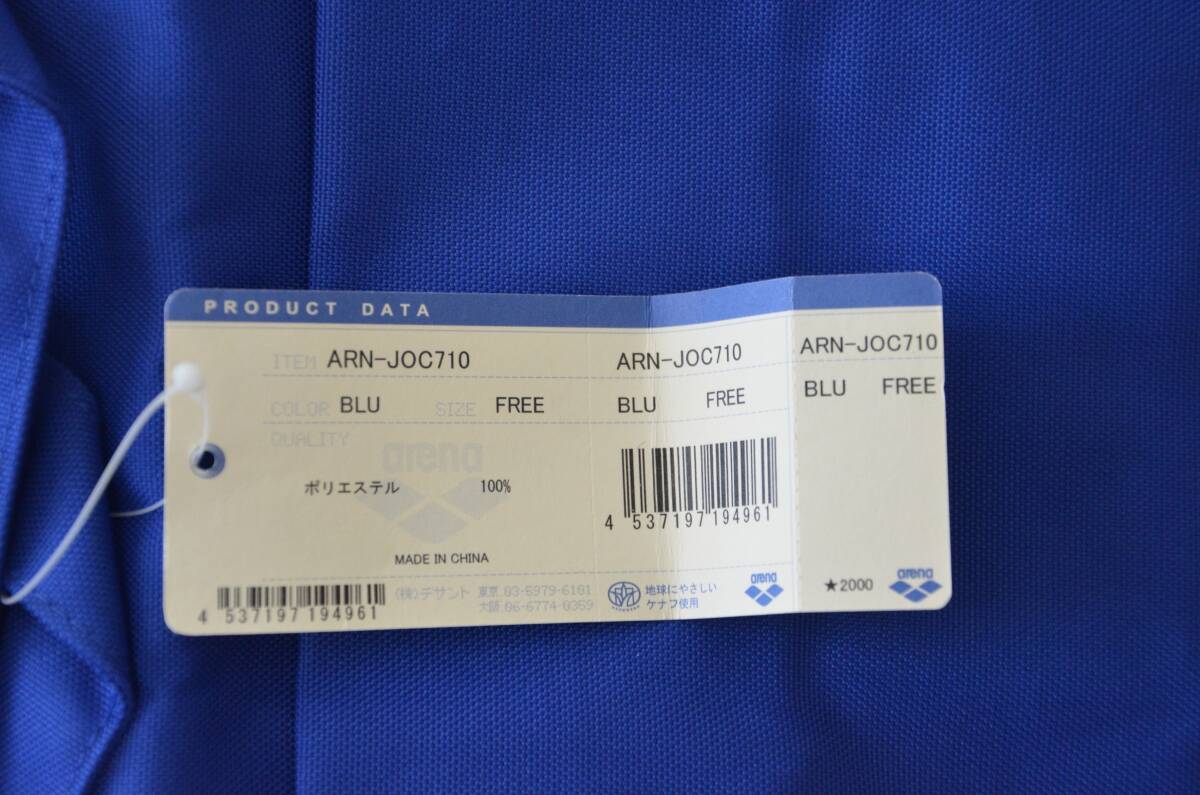 PRODUCT DATA
ITEM ARN-JOC710
COLOR BLU SIZE FREE
QUALITY
arena
ポリエステル 100%
MADE IN CHINA
4 537197 194961
(株)デサント 東京.03-5979-6161
大阪.06-6774-0359
ARN-JOC710
BLU FREE
4 537197 194961
地球にやさしい
ケナフ使用
arena
ARN-JOC710
BLU FREE
★2000
arena